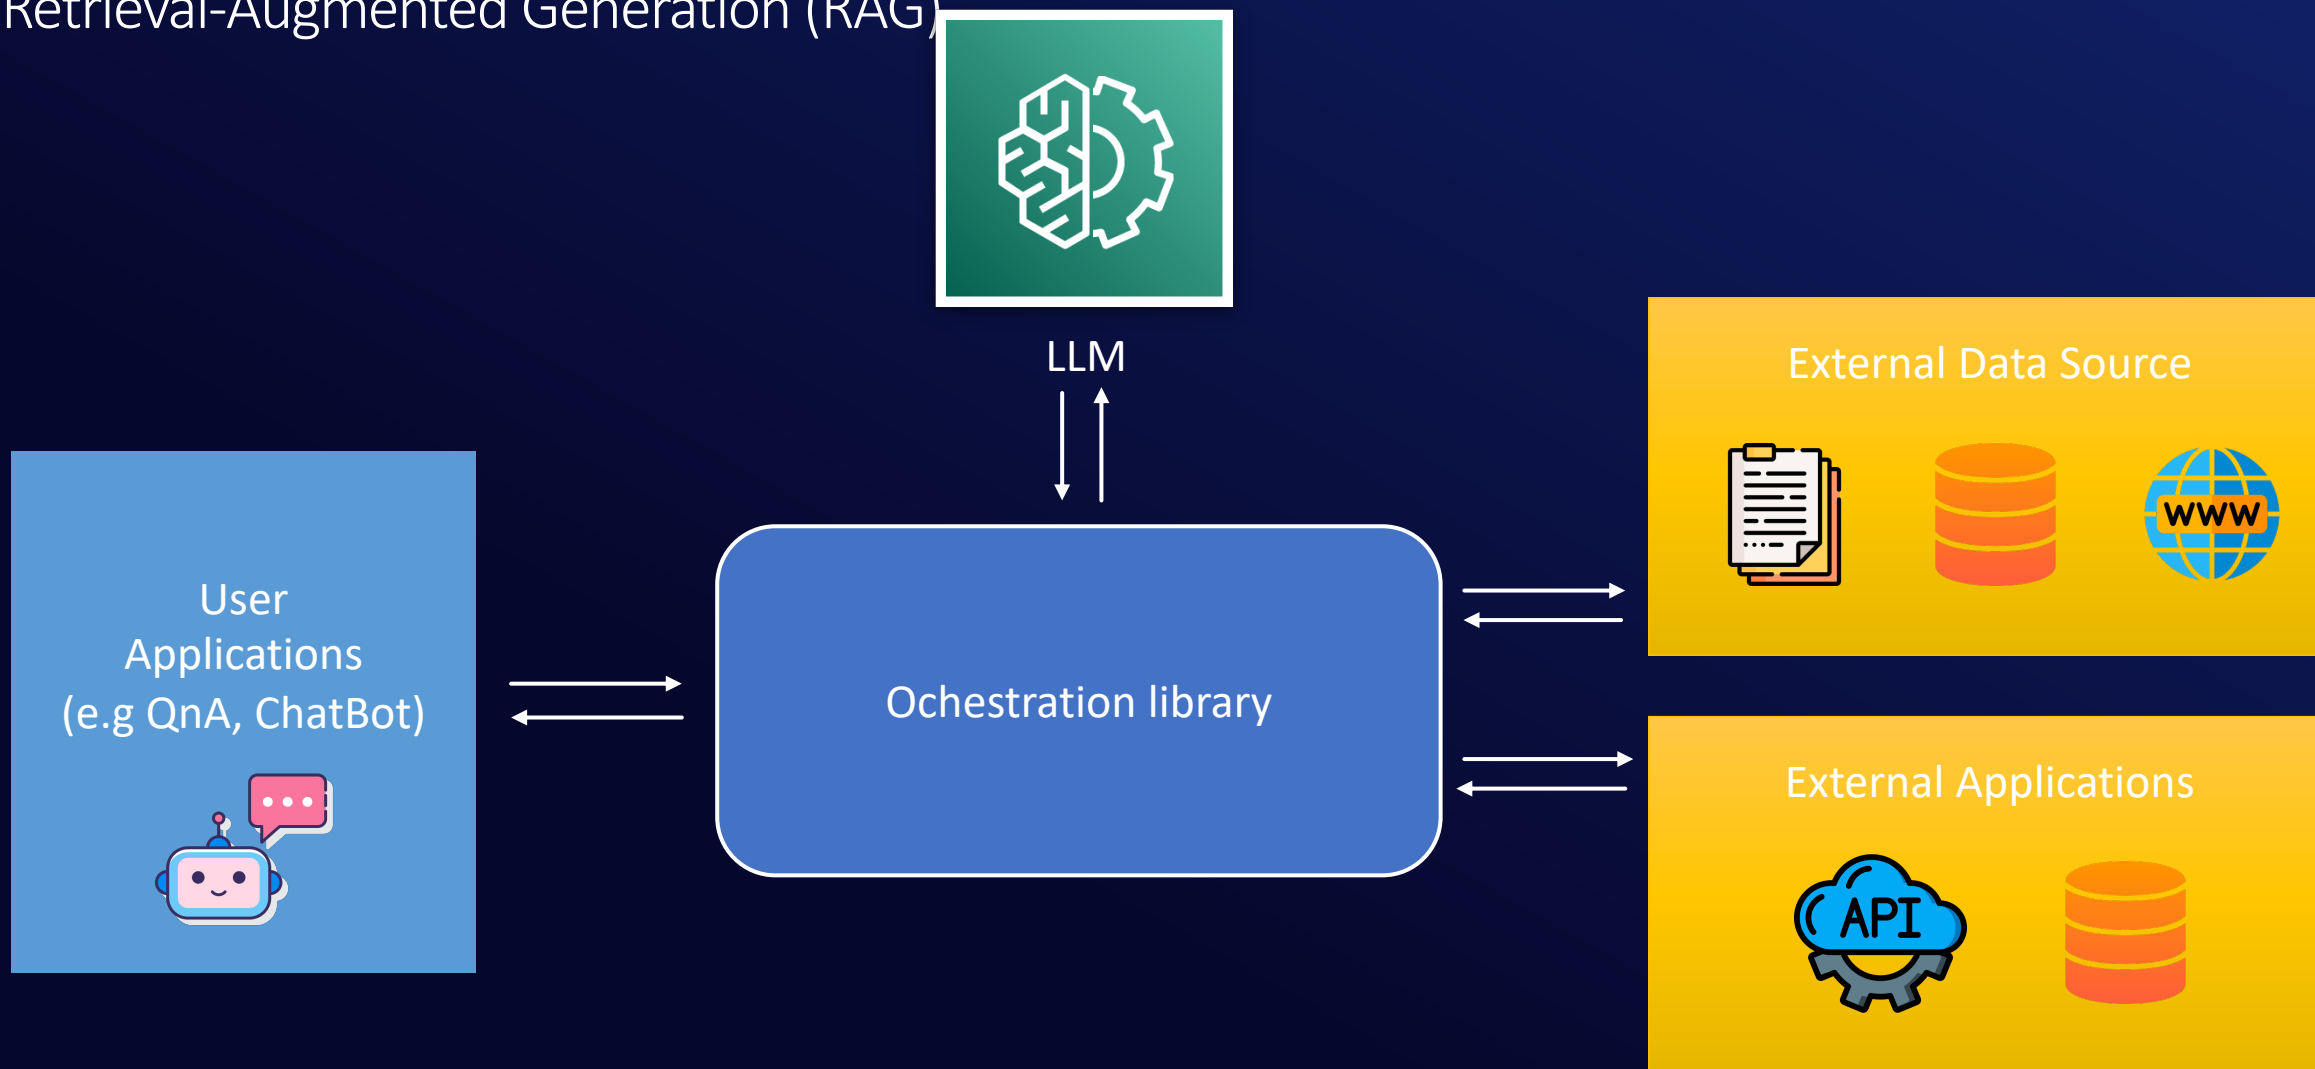 Retrieval-Augmented Generation (RAG)
LLM
External Data Source
WWW
User
Applications
(e.g QnA, ChatBot)
Ochestration library
External Applications
API